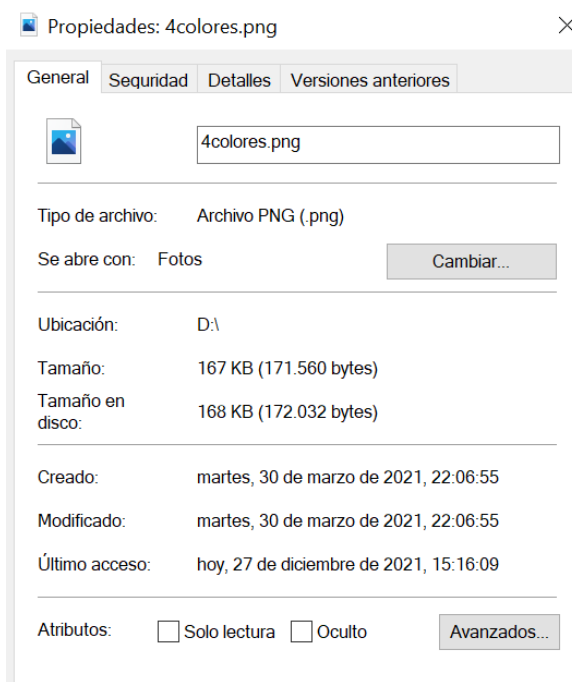 Propiedades: 4colores.png
General Seguridad Detalles Versiones anteriores
4colores.png
Tipo de archivo: Archivo PNG (.png)
Se abre con: Fotos Cambiar...
Ubicación: D:\
Tamaño: 167 KB (171.560 bytes)
Tamaño en
disco: 168 KB (172.032 bytes)
Creado: martes, 30 de marzo de 2021, 22:06:55
Modificado: martes, 30 de marzo de 2021, 22:06:55
Último acceso: hoy, 27 de diciembre de 2021, 15:16:09
Atributos: Solo lectura Oculto Avanzados...